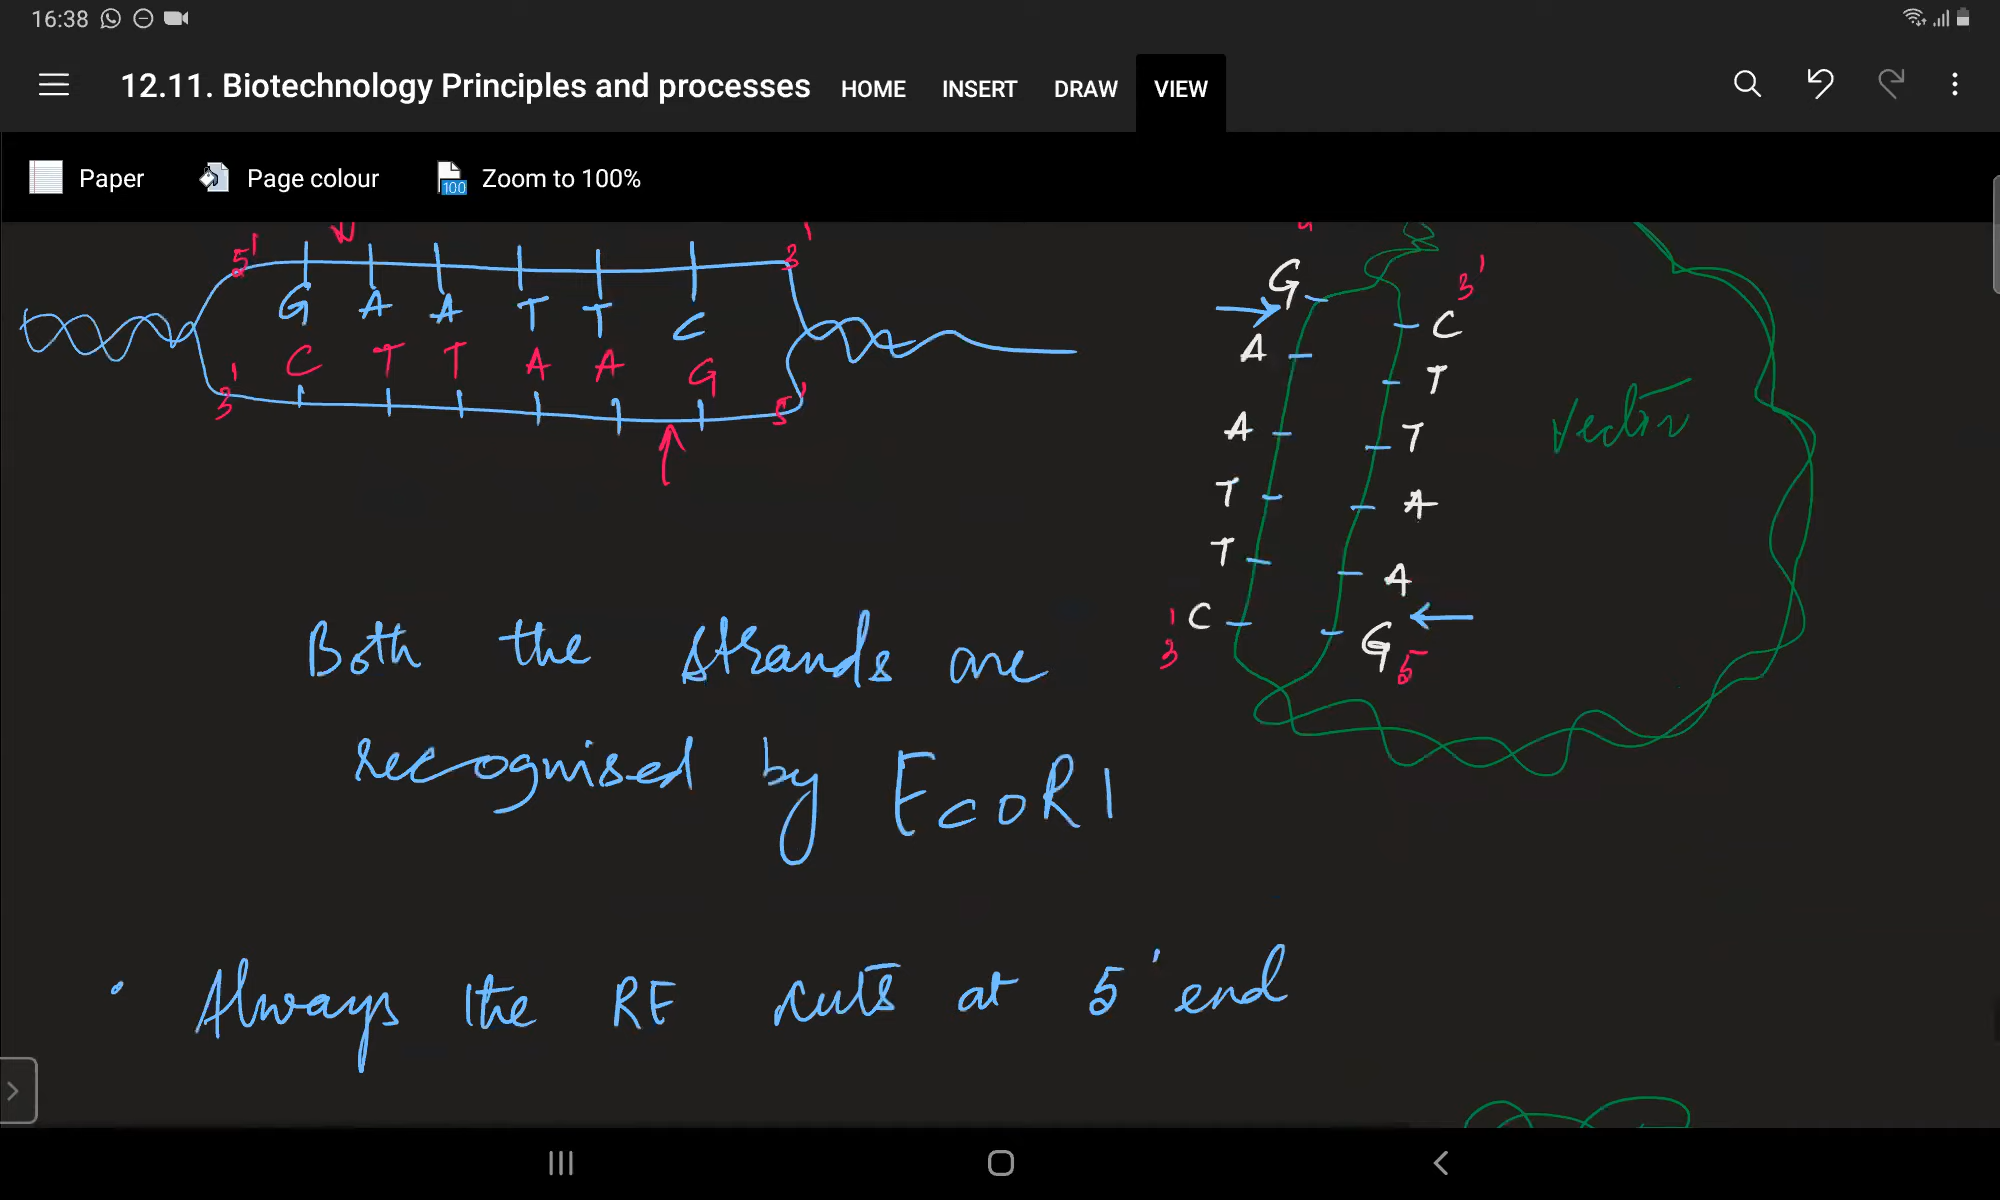 16:38
12.11. Biotechnology Principles and processes HOME INSERT DRAW VIEW
Paper Page colour Zoom to 100%
100
5' 3'
G A A T T C
C T T A A G
3' 5'
G 3'
C
A T
A T
T A
T A
3' C G 5
Vector
Both the strands are
recognised by EcoR1
• Always the RE cuts at 5' end